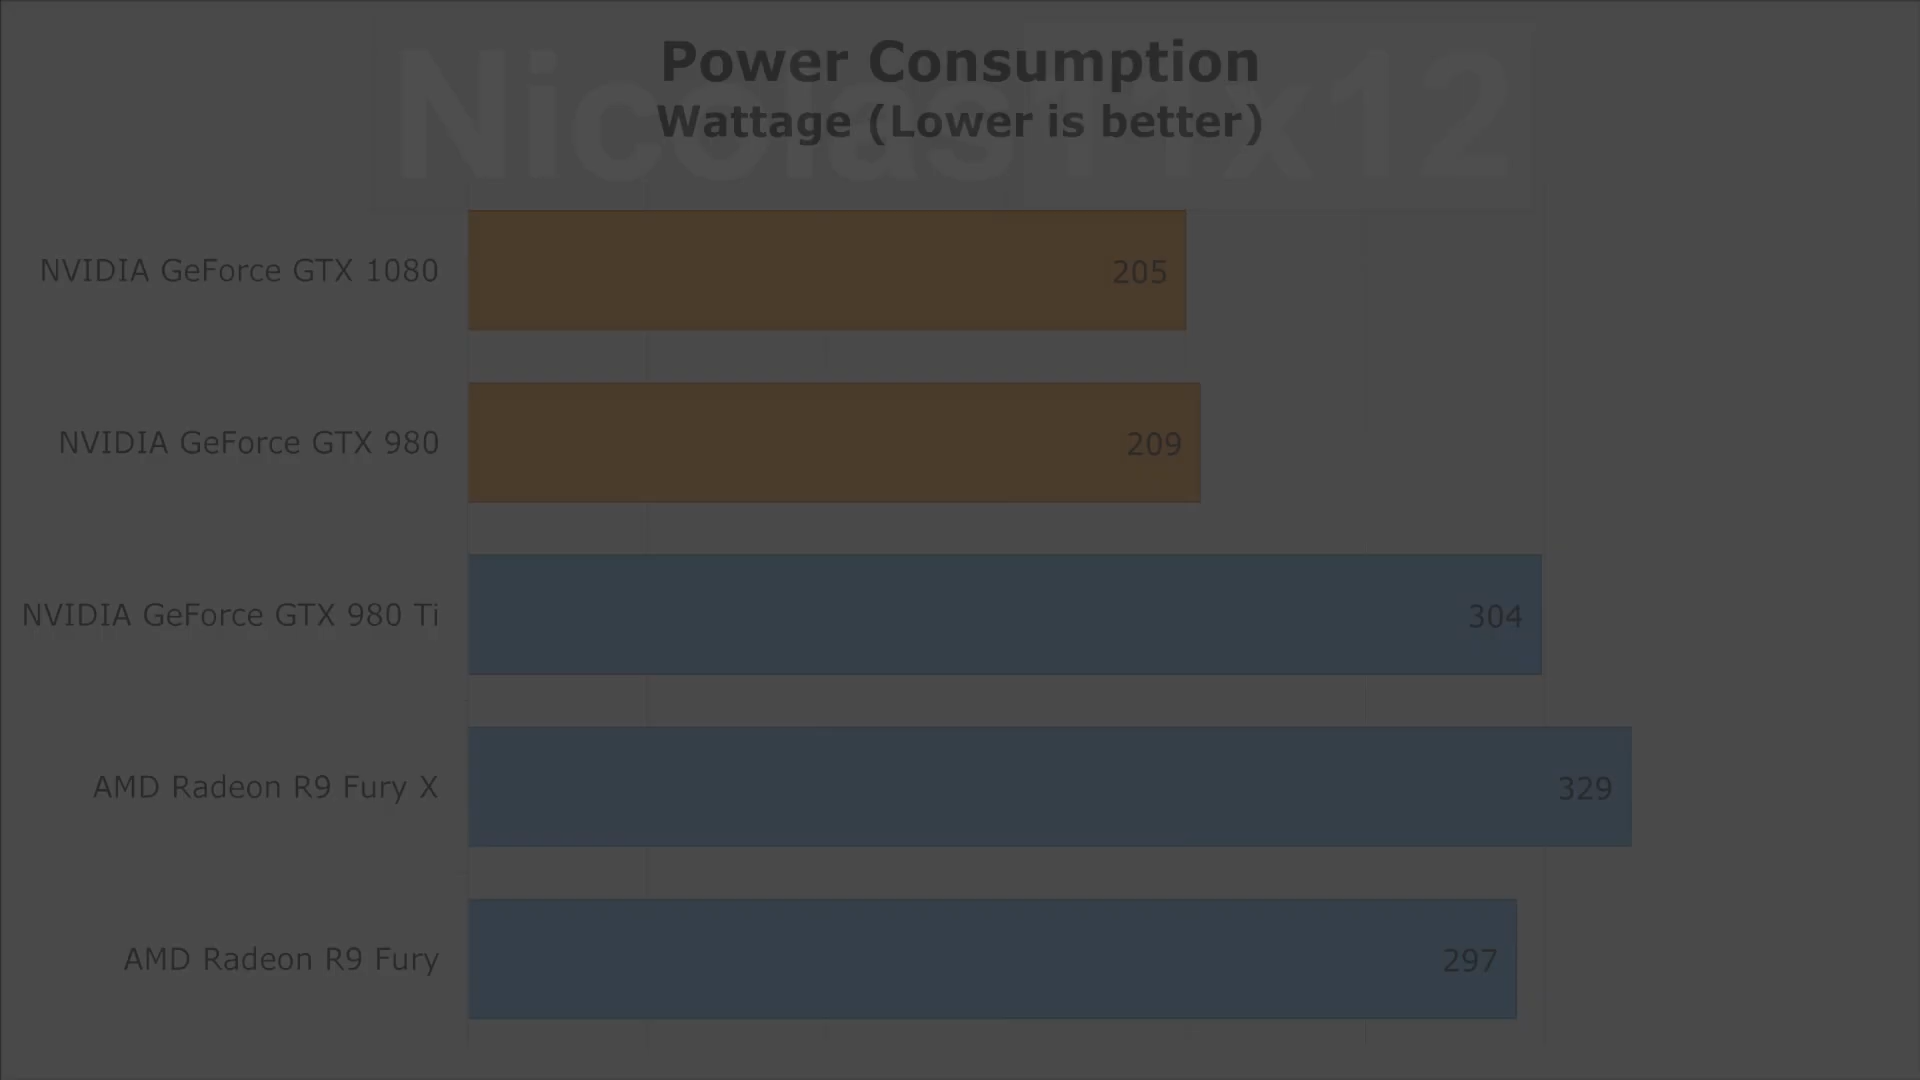 Nicolas11x12
Power Consumption
Wattage (Lower is better)
NVIDIA GeForce GTX 1080 205
NVIDIA GeForce GTX 980 209
NVIDIA GeForce GTX 980 Ti 304
AMD Radeon R9 Fury X 329
AMD Radeon R9 Fury 297